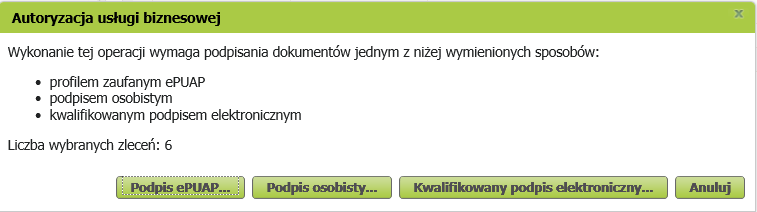 Autoryzacja usługi biznesowej x
Wykonanie tej operacji wymaga podpisania dokumentów jednym z niżej wymienionych sposobów:
• profilem zaufanym ePUAP
• podpisem osobistym
• kwalifikowanym podpisem elektronicznym
Liczba wybranych zleceń: 6
Podpis ePUAP... Podpis osobisty... Kwalifikowany podpis elektroniczny... Anuluj